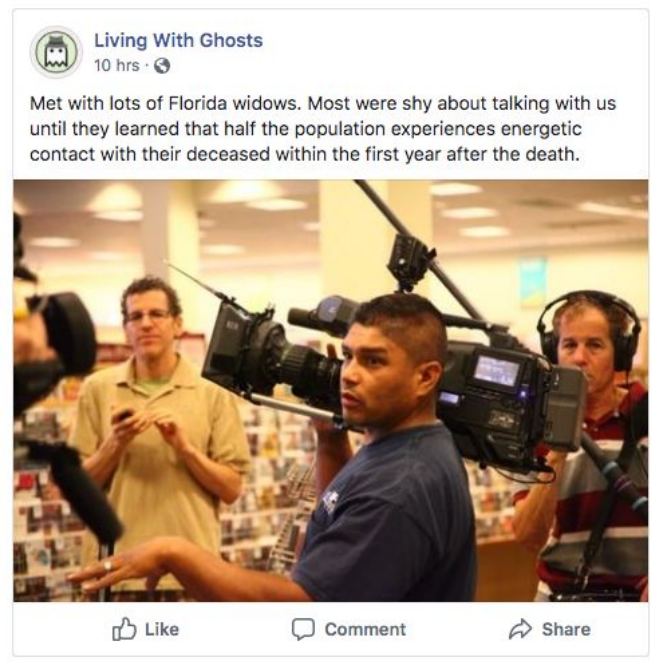 Living With Ghosts
10 hrs ·
Met with lots of Florida widows. Most were shy about talking with us
until they learned that half the population experiences energetic
contact with their deceased within the first year after the death.
Like Comment Share